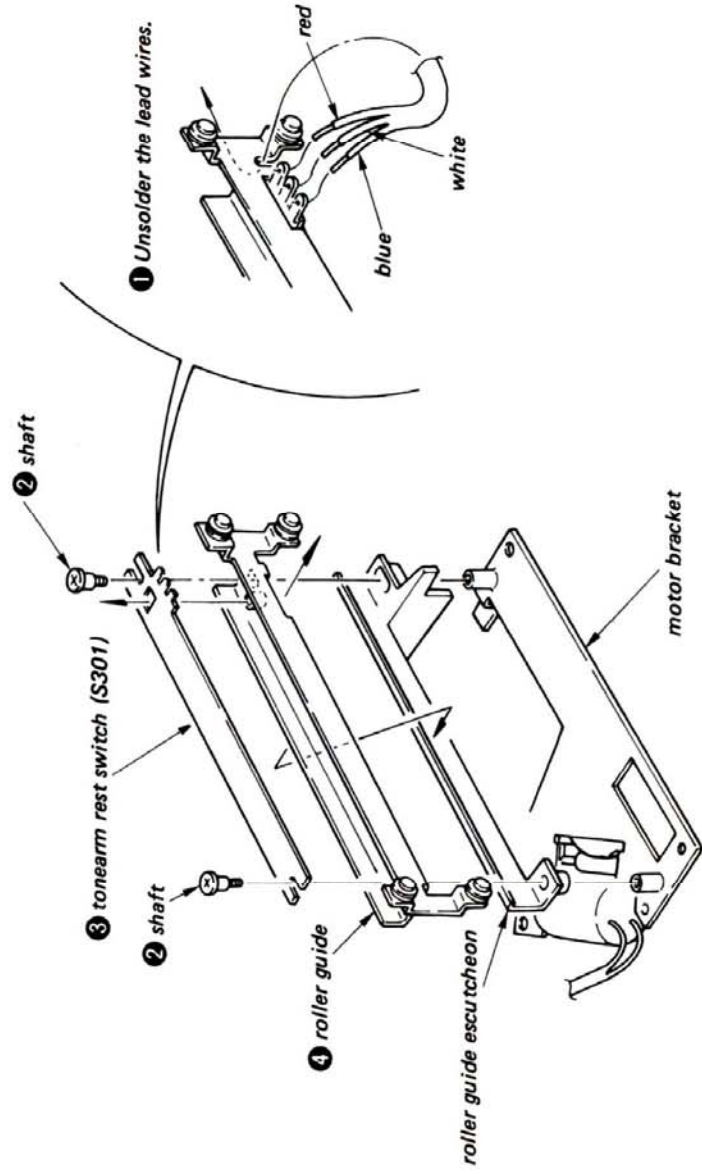 ❶ Unsolder the lead wires.
red
white
blue
❷ shaft
❸ tonearm rest switch (S301)
❷ shaft
❹ roller guide
roller guide escutcheon
motor bracket